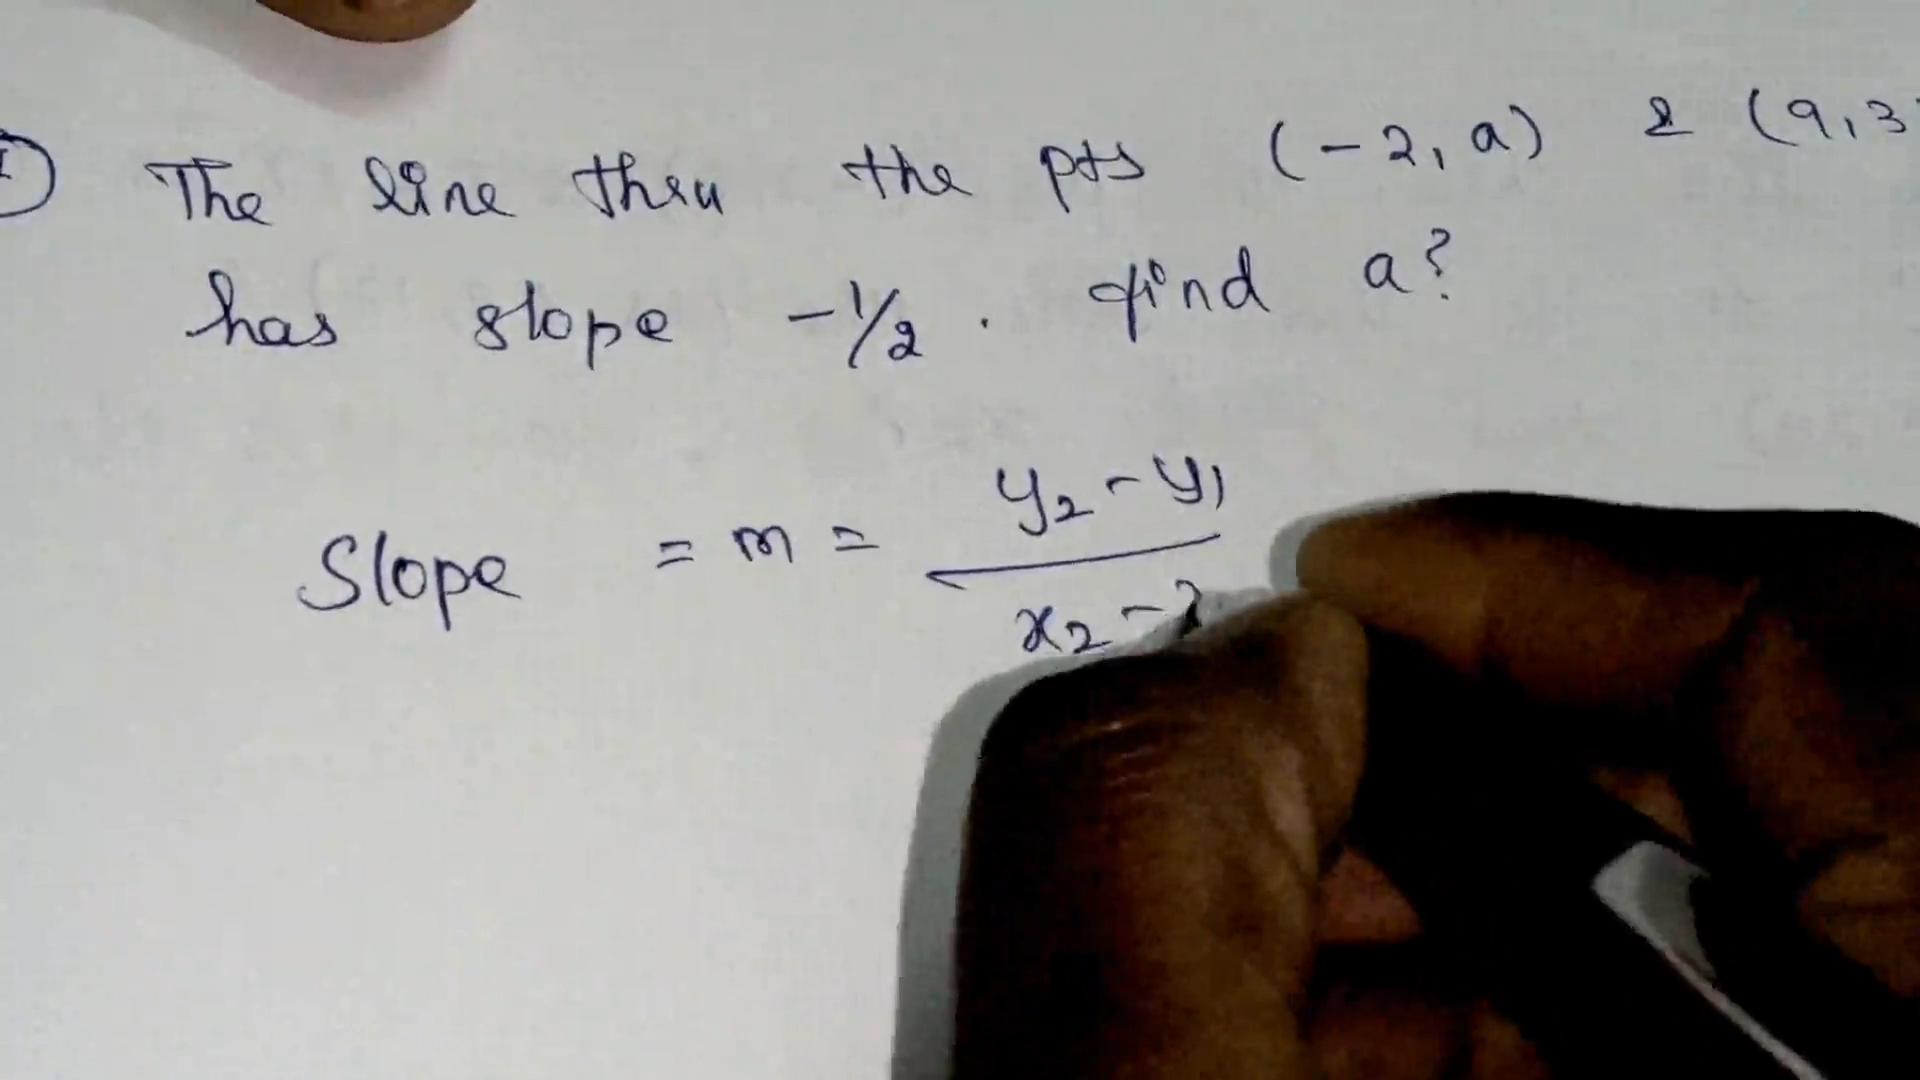 The line thru the pts (-2, a) & (9, 3
has slope -1/2 . find a?
Slope = m = y₂ - y₁
x₂ -